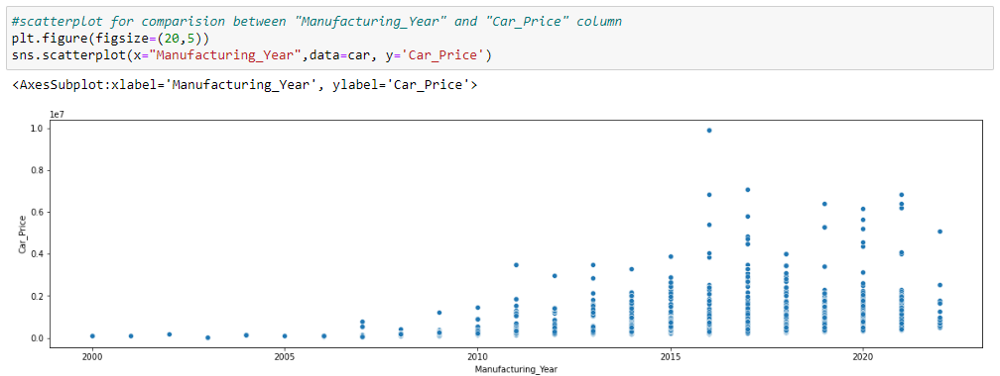 #scatterplot for comparision between "Manufacturing_Year" and "Car_Price" column
plt.figure(figsize=(20,5))
sns.scatterplot(x="Manufacturing_Year",data=car, y='Car_Price')
<AxesSubplot:xlabel='Manufacturing_Year', ylabel='Car_Price'>
1e7
1.0
0.8
0.6
0.4
0.2
0.0
Car_Price
2000 2005 2010 2015 2020
Manufacturing_Year